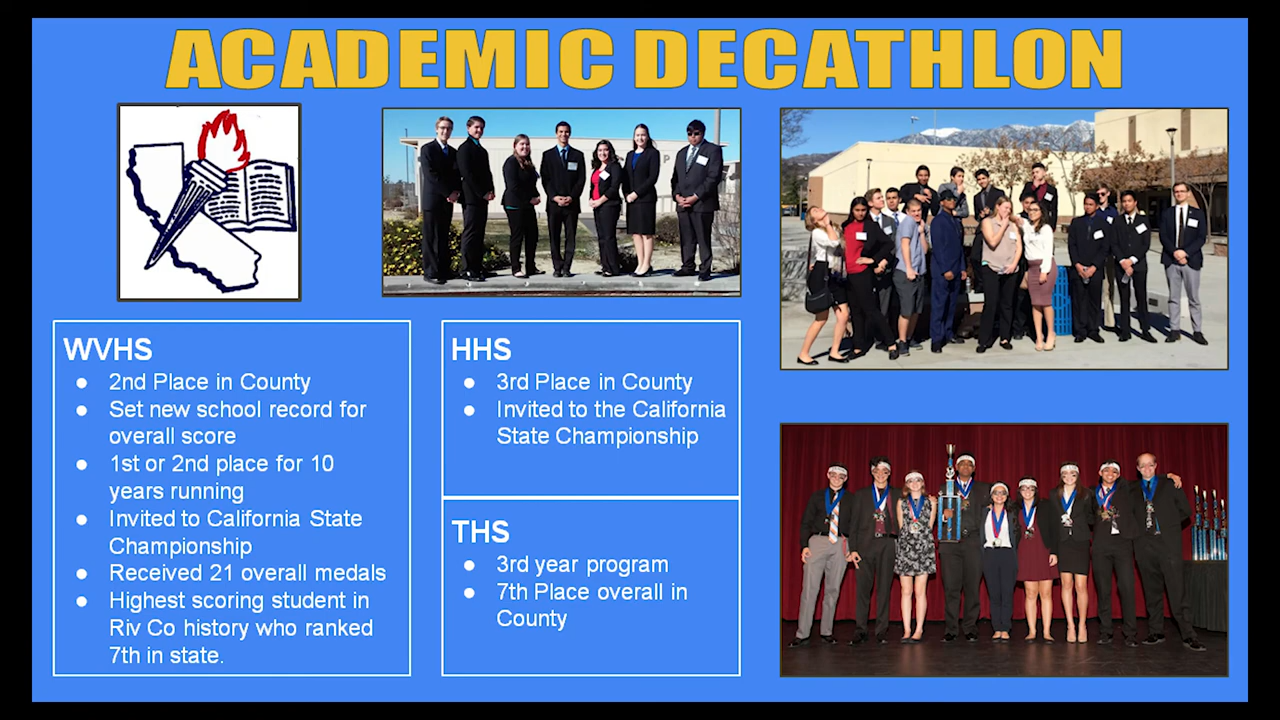 ACADEMIC DECATHLON
WVHS
● 2nd Place in County
● Set new school record for
overall score
● 1st or 2nd place for 10
years running
● Invited to California State
Championship
● Received 21 overall medals
● Highest scoring student in
Riv Co history who ranked
7th in state.
HHS
● 3rd Place in County
● Invited to the California
State Championship
THS
● 3rd year program
● 7th Place overall in
County